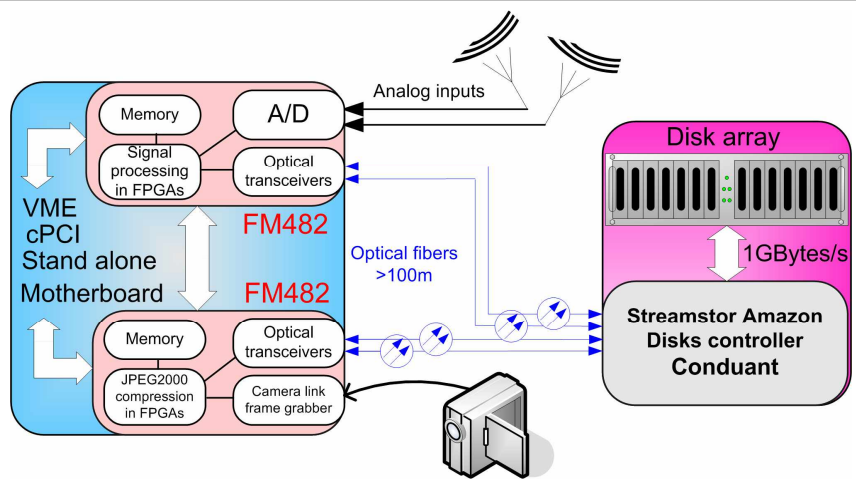 Analog inputs
Memory
A/D
Signal
processing
in FPGAs
Optical
transceivers
FM482
VME
cPCI
Stand alone
Motherboard
Optical fibers
>100m
FM482
Memory
Optical
transceivers
JPEG2000
compression
in FPGAs
Camera link
frame grabber
Disk array
1GBytes/s
Streamstor Amazon
Disks controller
Conduant